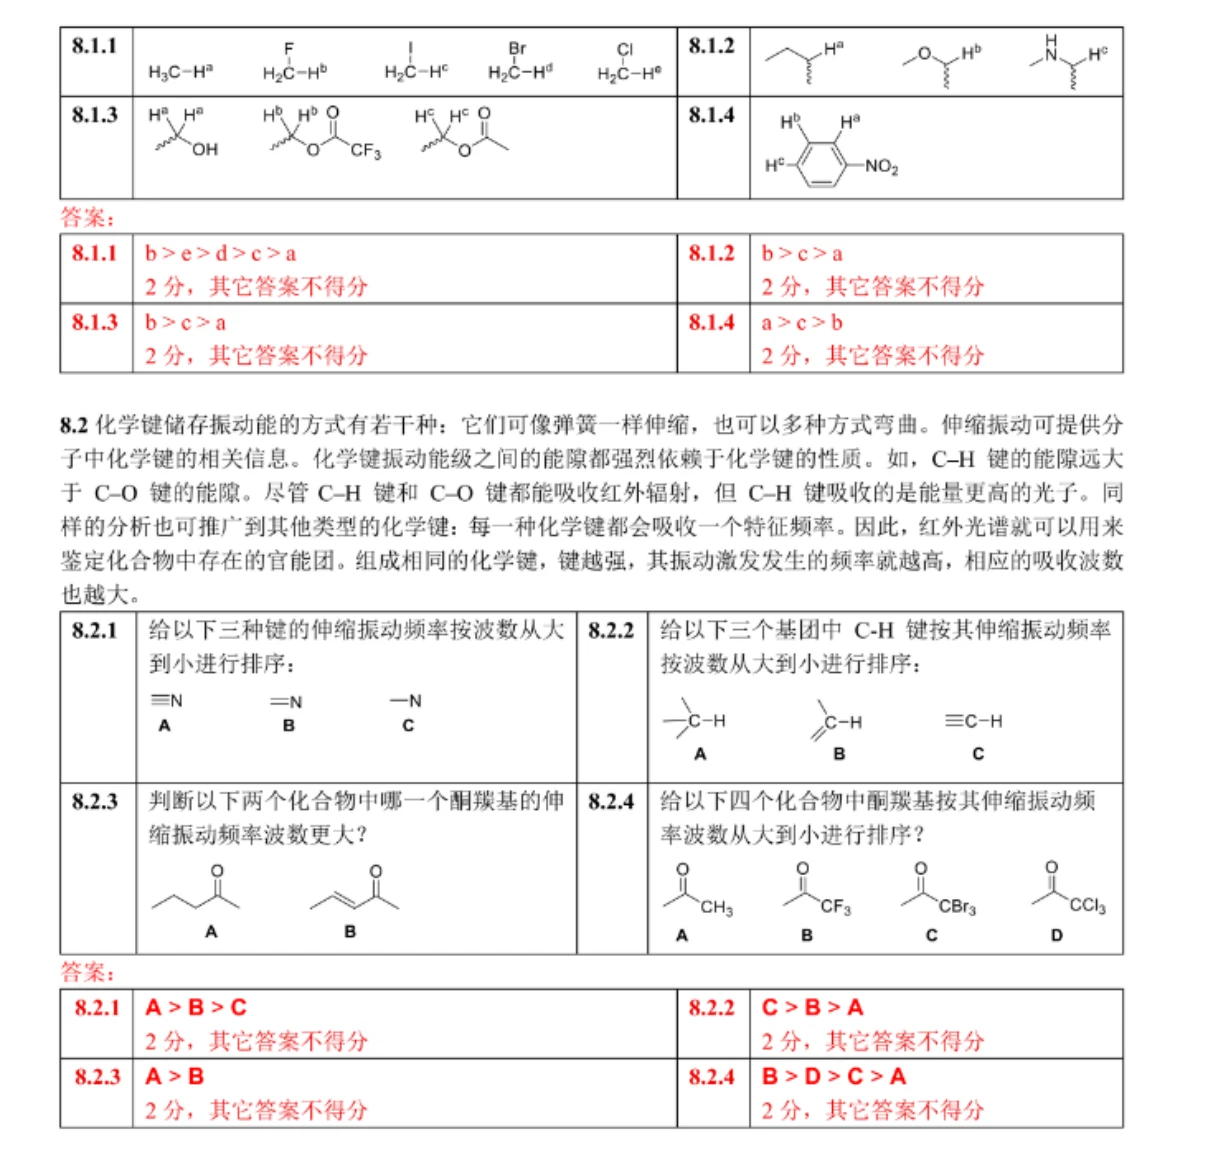 8.1.1
F I Br Cl
H₃C–Hᵃ H₂C–Hᵇ H₂C–Hᶜ H₂C–Hᵈ H₂C–Hᵉ
8.1.2
Hᵃ O Hᵇ H N Hᶜ
8.1.3
Hᵃ Hᵃ OH Hᵇ Hᵇ O O CF₃ Hᶜ Hᶜ O O
8.1.4
Hᵇ Hᵃ
Hᶜ NO₂
答案：
8.1.1 b > e > d > c > a
2 分，其它答案不得分
8.1.2 b > c > a
2 分，其它答案不得分
8.1.3 b > c > a
2 分，其它答案不得分
8.1.4 a > c > b
2 分，其它答案不得分
8.2 化学键储存振动能的方式有若干种：它们可像弹簧一样伸缩，也可以多种方式弯曲。伸缩振动可提供分
子中化学键的相关信息。化学键振动能级之间的能隙都强烈依赖于化学键的性质。如，C–H 键的能隙远大
于 C–O 键的能隙。尽管 C–H 键和 C–O 键都能吸收红外辐射，但 C–H 键吸收的是能量更高的光子。同
样的分析也可推广到其他类型的化学键：每一种化学键都会吸收一个特征频率。因此，红外光谱就可以用来
鉴定化合物中存在的官能团。组成相同的化学键，键越强，其振动激发发生的频率就越高，相应的吸收波数
也越大。
8.2.1 给以下三种键的伸缩振动频率按波数从大
到小进行排序：
≡N =N –N
A B C
8.2.2 给以下三个基团中 C-H 键按其伸缩振动频率
按波数从大到小进行排序：
C–H C–H ≡C–H
A B C
8.2.3 判断以下两个化合物中哪一个酮羰基的伸
缩振动频率波数更大？
O O
A B
8.2.4 给以下四个化合物中酮羰基按其伸缩振动频
率波数从大到小进行排序？
O O O O
CH₃ CF₃ CBr₃ CCl₃
A B C D
答案：
8.2.1 A > B > C
2 分，其它答案不得分
8.2.2 C > B > A
2 分，其它答案不得分
8.2.3 A > B
2 分，其它答案不得分
8.2.4 B > D > C > A
2 分，其它答案不得分